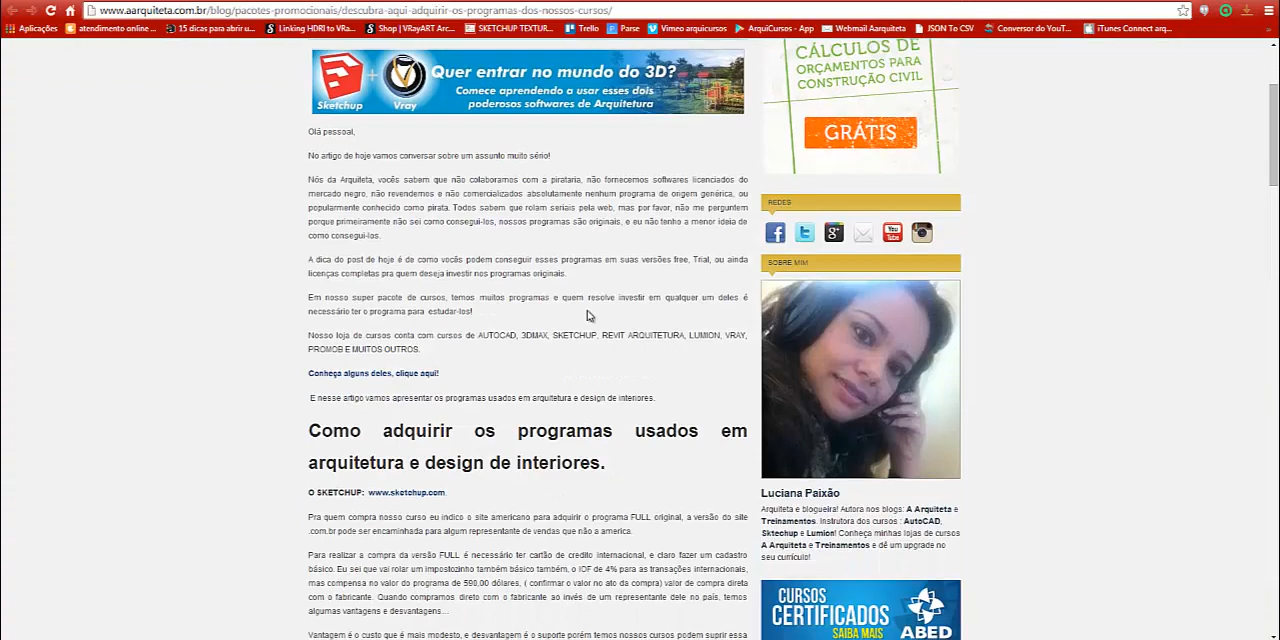 www.aarquiteta.com.br/blog/pacotes-promocionais/descubra-aqui-adquirir-os-programas-dos-nossos-cursos/
Aplicações atendimento online ... 15 dicas para abrir u... Linking HDRI to VRa... Shop | VRayART Arc... SKETCHUP TEXTUR... Trello Parse Vimeo arquicursos ArquiCursos - App Webmail Aarquiteta JSON To CSV Conversor do YouT... iTunes Connect arq...
Sketchup + Vray
Quer entrar no mundo do 3D?
Comece aprendendo a usar esses dois
poderosos softwares de Arquitetura
Olá pessoal,
No artigo de hoje vamos conversar sobre um assunto muito sério!
Nós da Arquiteta, vocês sabem que não colaboramos com a pirataria, não fornecemos softwares licenciados do
mercado negro, não revendemos e não comercializados absolutamente nenhum programa de origem genérica, ou
popularmente conhecido como pirata. Todos sabem que rolam seriais pela web, mas por favor, não me perguntem
porque primeiramente não sei como consegui-los, nossos programas são originais, e eu não tenho a menor ideia de
como consegui-los.
A dica do post de hoje é de como vocês podem conseguir esses programas em suas versões free, Trial, ou ainda
licenças completas pra quem deseja investir nos programas originais.
Em nosso super pacote de cursos, temos muitos programas e quem resolve investir em qualquer um deles é
necessário ter o programa para estudar-los!
Nosso loja de cursos conta com cursos de AUTOCAD, 3DMAX, SKETCHUP, REVIT ARQUITETURA, LUMION, VRAY,
PROMOB E MUITOS OUTROS.
Conheça alguns deles, clique aqui!
E nesse artigo vamos apresentar os programas usados em arquitetura e design de interiores.
Como adquirir os programas usados em
arquitetura e design de interiores.
O SKETCHUP: www.sketchup.com
Pra quem compra nosso curso eu indico o site americano para adquirir o programa FULL original, a versão do site
.com.br pode ser encaminhada para algum representante de vendas que não a america.
Para realizar a compra da versão FULL é necessário ter cartão de credito internacional, e claro fazer um cadastro
básico. Eu sei que vai rolar um impostozinho também básico também, o IOF de 4% para as transações internacionais,
mas compensa no valor do programa de 590,00 dólares, ( confirmar o valor no ato da compra) valor de compra direta
com o fabricante. Quando compramos direto com o fabricante ao invés de um representante dele no país, temos
algumas vantagens e desvantagens...
Vantagem é o custo que é mais modesto, e desvantagem é o suporte porém temos nossos cursos podem suprir essa
CÁLCULOS DE
ORÇAMENTOS PARA
CONSTRUÇÃO CIVIL
GRÁTIS
REDES
You Tube
SOBRE MIM
Luciana Paixão
Arquiteta e blogueira! Autora nos blogs: A Arquiteta e
Treinamentos. Instrutora dos cursos : AutoCAD,
Sktechup e Lumion! Conheça minhas lojas de cursos
A Arquiteta e Treinamentos e dê um upgrade no
seu currículo!
CURSOS
CERTIFICADOS
SAIBA MAIS
ABED